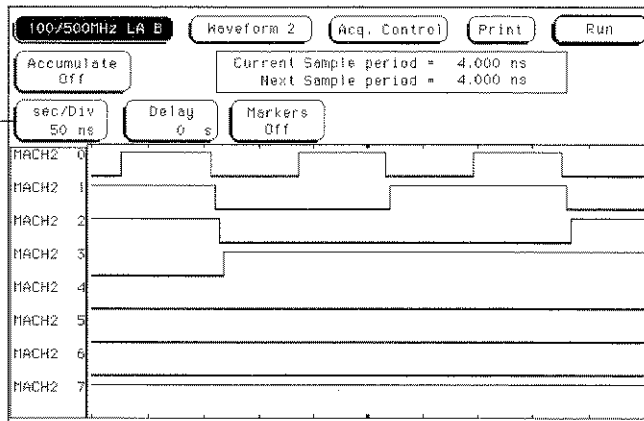 100/500MHz LA B Waveform 2 Acq. Control Print Run
Accumulate
Off
Current Sample period = 4.000 ns
Next Sample period = 4.000 ns
sec/Div
50 ns
Delay
0 s
Markers
Off
MACH2 0
MACH2 1
MACH2 2
MACH2 3
MACH2 4
MACH2 5
MACH2 6
MACH2 7